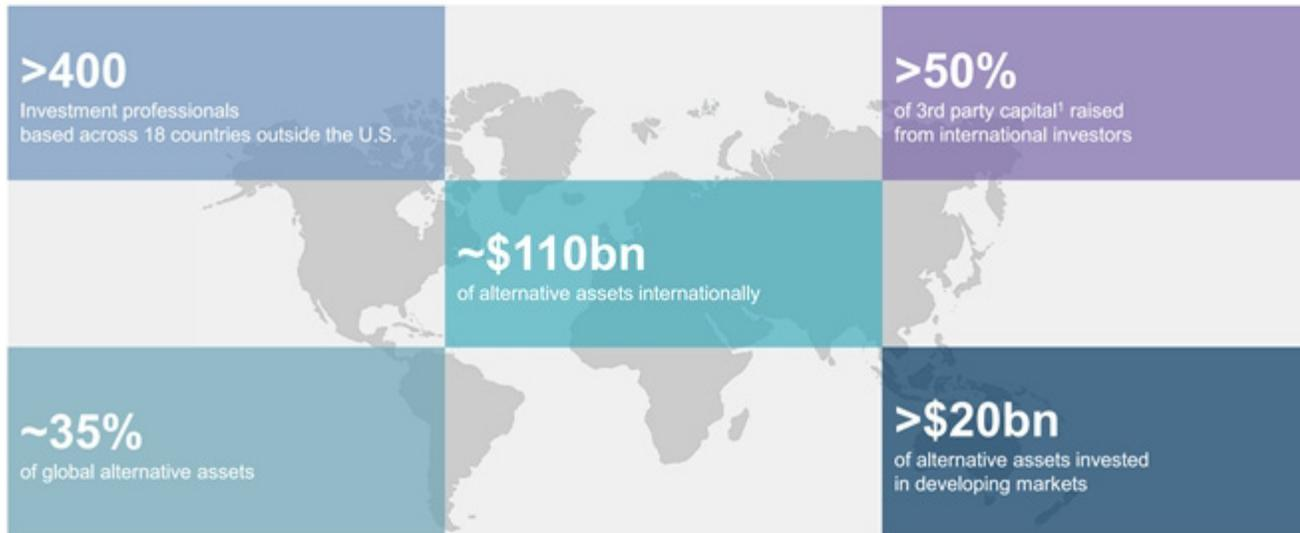 >400
Investment professionals
based across 18 countries outside the U.S.
>50%
of 3rd party capital¹ raised
from international investors
~$110bn
of alternative assets internationally
~35%
of global alternative assets
>$20bn
of alternative assets invested
in developing markets